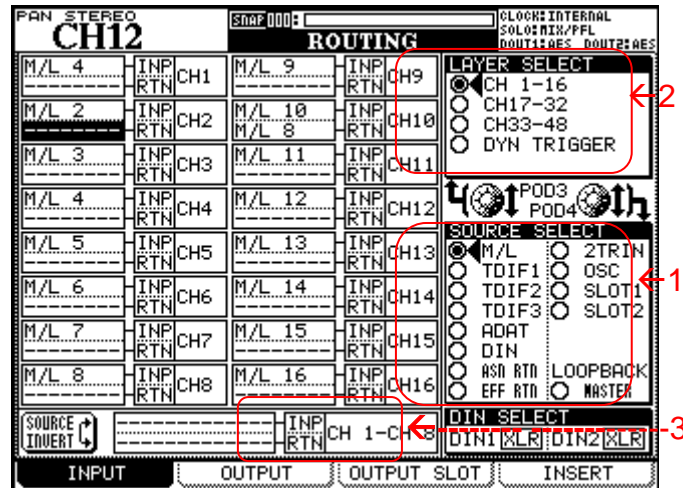 PAN STEREO
CH12
SNAP 000: [
ROUTING
CLOCK: INTERNAL
SOLO: MIX/PFL
DOUT1:AES DOUT2:AES
M/L 4 INP RTN CH1
M/L 9 INP RTN CH9
M/L 2 INP RTN CH2
M/L 10 M/L 8 INP RTN CH10
M/L 3 INP RTN CH3
M/L 11 INP RTN CH11
M/L 4 INP RTN CH4
M/L 12 INP RTN CH12
M/L 5 INP RTN CH5
M/L 13 INP RTN CH13
M/L 6 INP RTN CH6
M/L 14 INP RTN CH14
M/L 7 INP RTN CH7
M/L 15 INP RTN CH15
M/L 8 INP RTN CH8
M/L 16 INP RTN CH16
LAYER SELECT
CH 1-16
2
CH17-32
CH33-48
DYN TRIGGER
POD3
POD4
SOURCE SELECT
M/L 2TRIN
1
TDIF1 OSC
TDIF2 SLOT1
TDIF3 SLOT2
ADAT
DIN
ASN RTN LOOPBACK
EFF RTN MASTER
SOURCE INVERT
INP RTN CH 1-CH 8
3
DIN SELECT
DIN1 XLR DIN2 XLR
INPUT OUTPUT OUTPUT SLOT INSERT